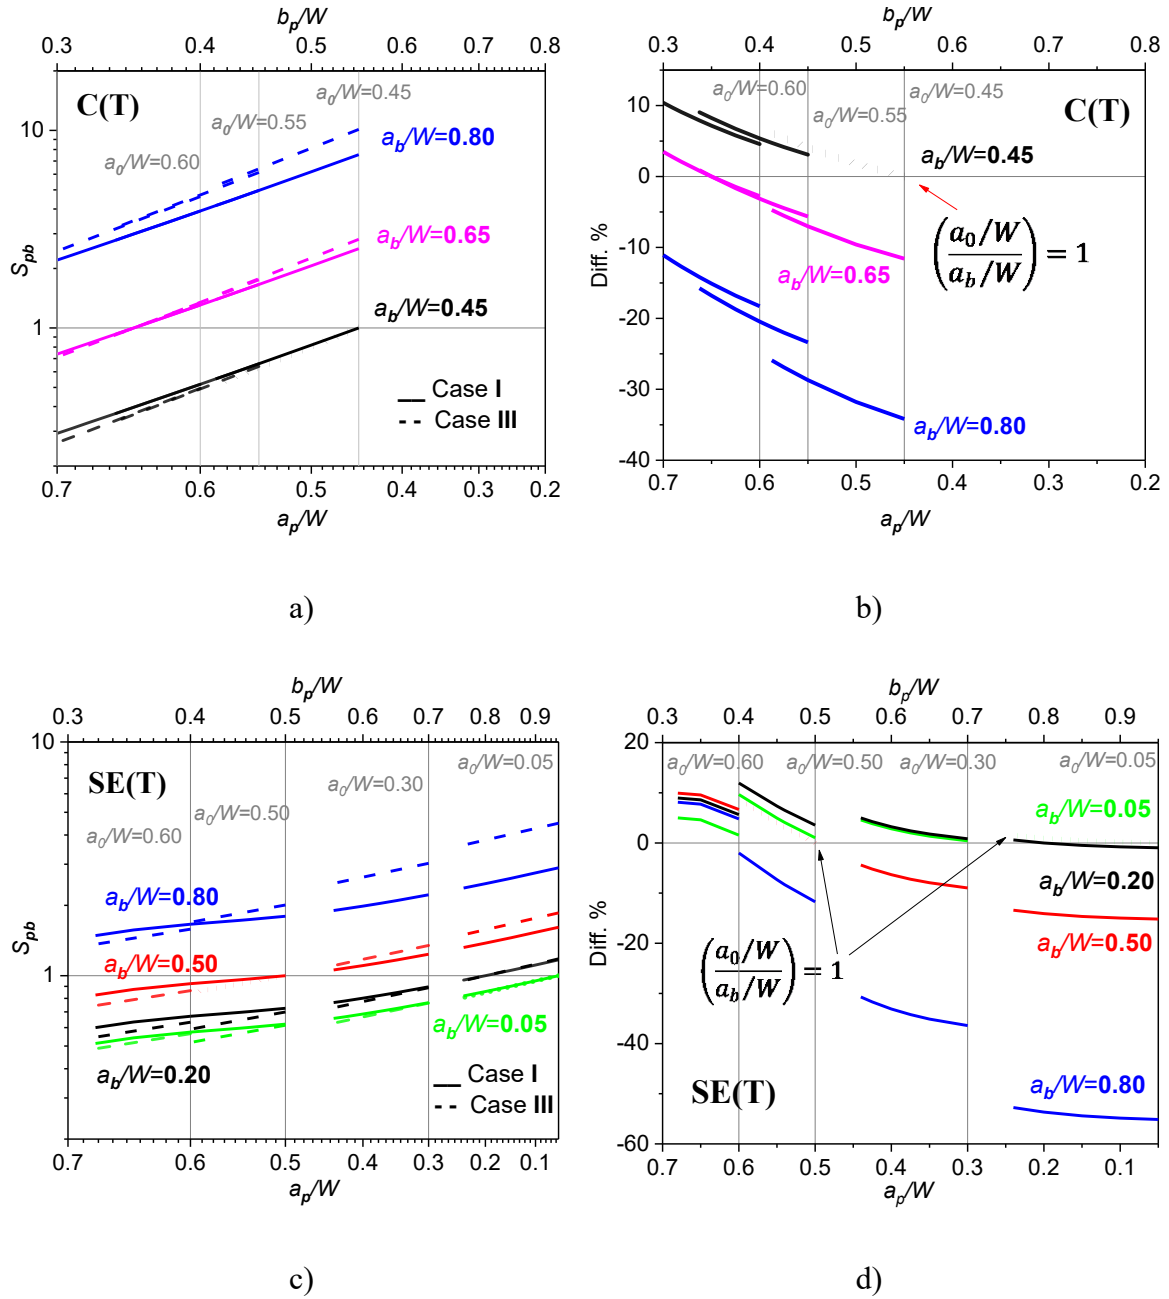 b_p/W
0.3 0.4 0.5 0.6 0.7 0.8
C(T)
a_0/W=0.45
a_0/W=0.55
a_0/W=0.60
a_b/W=0.80
a_b/W=0.65
a_b/W=0.45
10
1
S_pb
Case I
Case III
0.7 0.6 0.5 0.4 0.3 0.2
a_p/W
a)
b_p/W
0.3 0.4 0.5 0.6 0.7 0.8
a_0/W=0.60
a_0/W=0.45
a_0/W=0.55
C(T)
10
0
-10
-20
-30
-40
Diff. %
a_b/W=0.45
(a_0/W / a_b/W) = 1
a_b/W=0.65
a_b/W=0.80
0.7 0.6 0.5 0.4 0.3 0.2
a_p/W
b)
b_p/W
0.3 0.4 0.5 0.6 0.7 0.8 0.9
10
1
S_pb
SE(T)
a_0/W=0.05
a_0/W=0.30
a_0/W=0.50
a_0/W=0.60
a_b/W=0.80
a_b/W=0.50
a_b/W=0.05
a_b/W=0.20
Case I
Case III
0.7 0.6 0.5 0.4 0.3 0.2 0.1
a_p/W
c)
b_p/W
0.3 0.4 0.5 0.6 0.7 0.8 0.9
20
0
-20
-40
-60
Diff. %
a_0/W=0.60 a_0/W=0.50 a_0/W=0.30 a_0/W=0.05
a_b/W=0.05
a_b/W=0.20
a_b/W=0.50
(a_0/W / a_b/W) = 1
a_b/W=0.80
SE(T)
0.7 0.6 0.5 0.4 0.3 0.2 0.1
a_p/W
d)